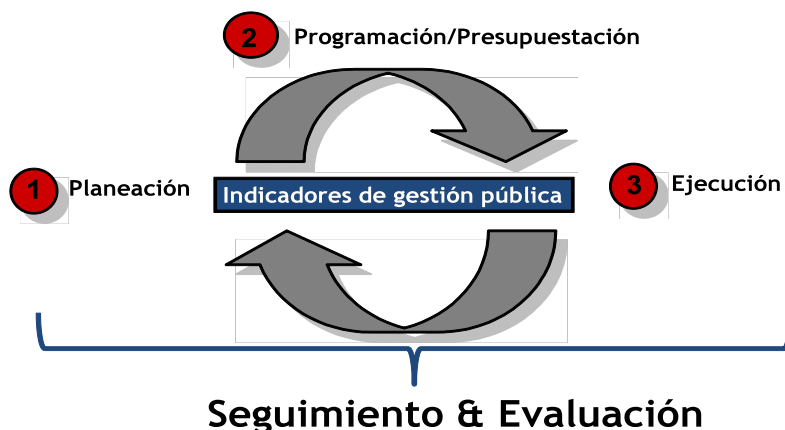 2 Programación/Presupuestación
1 Planeación
Indicadores de gestión pública
3 Ejecución
Seguimiento & Evaluación